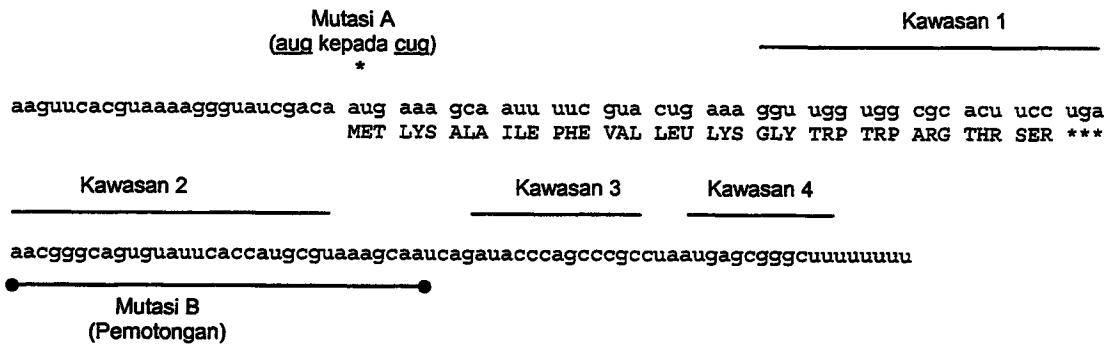 Mutasi A
(aug kepada cug)
*
Kawasan 1
aaguucacguaaaaggguaucgaca aug aaa gca auu uuc gua cug aaa ggu ugg ugg cgc acu ucc uga
MET LYS ALA ILE PHE VAL LEU LYS GLY TRP TRP ARG THR SER ***
Kawasan 2
Kawasan 3
Kawasan 4
aacgggcaguguauucaccaugcguaaagcaaucagauacccagcccgccuaaugagcgggcuuuuuuuu
Mutasi B
(Pemotongan)